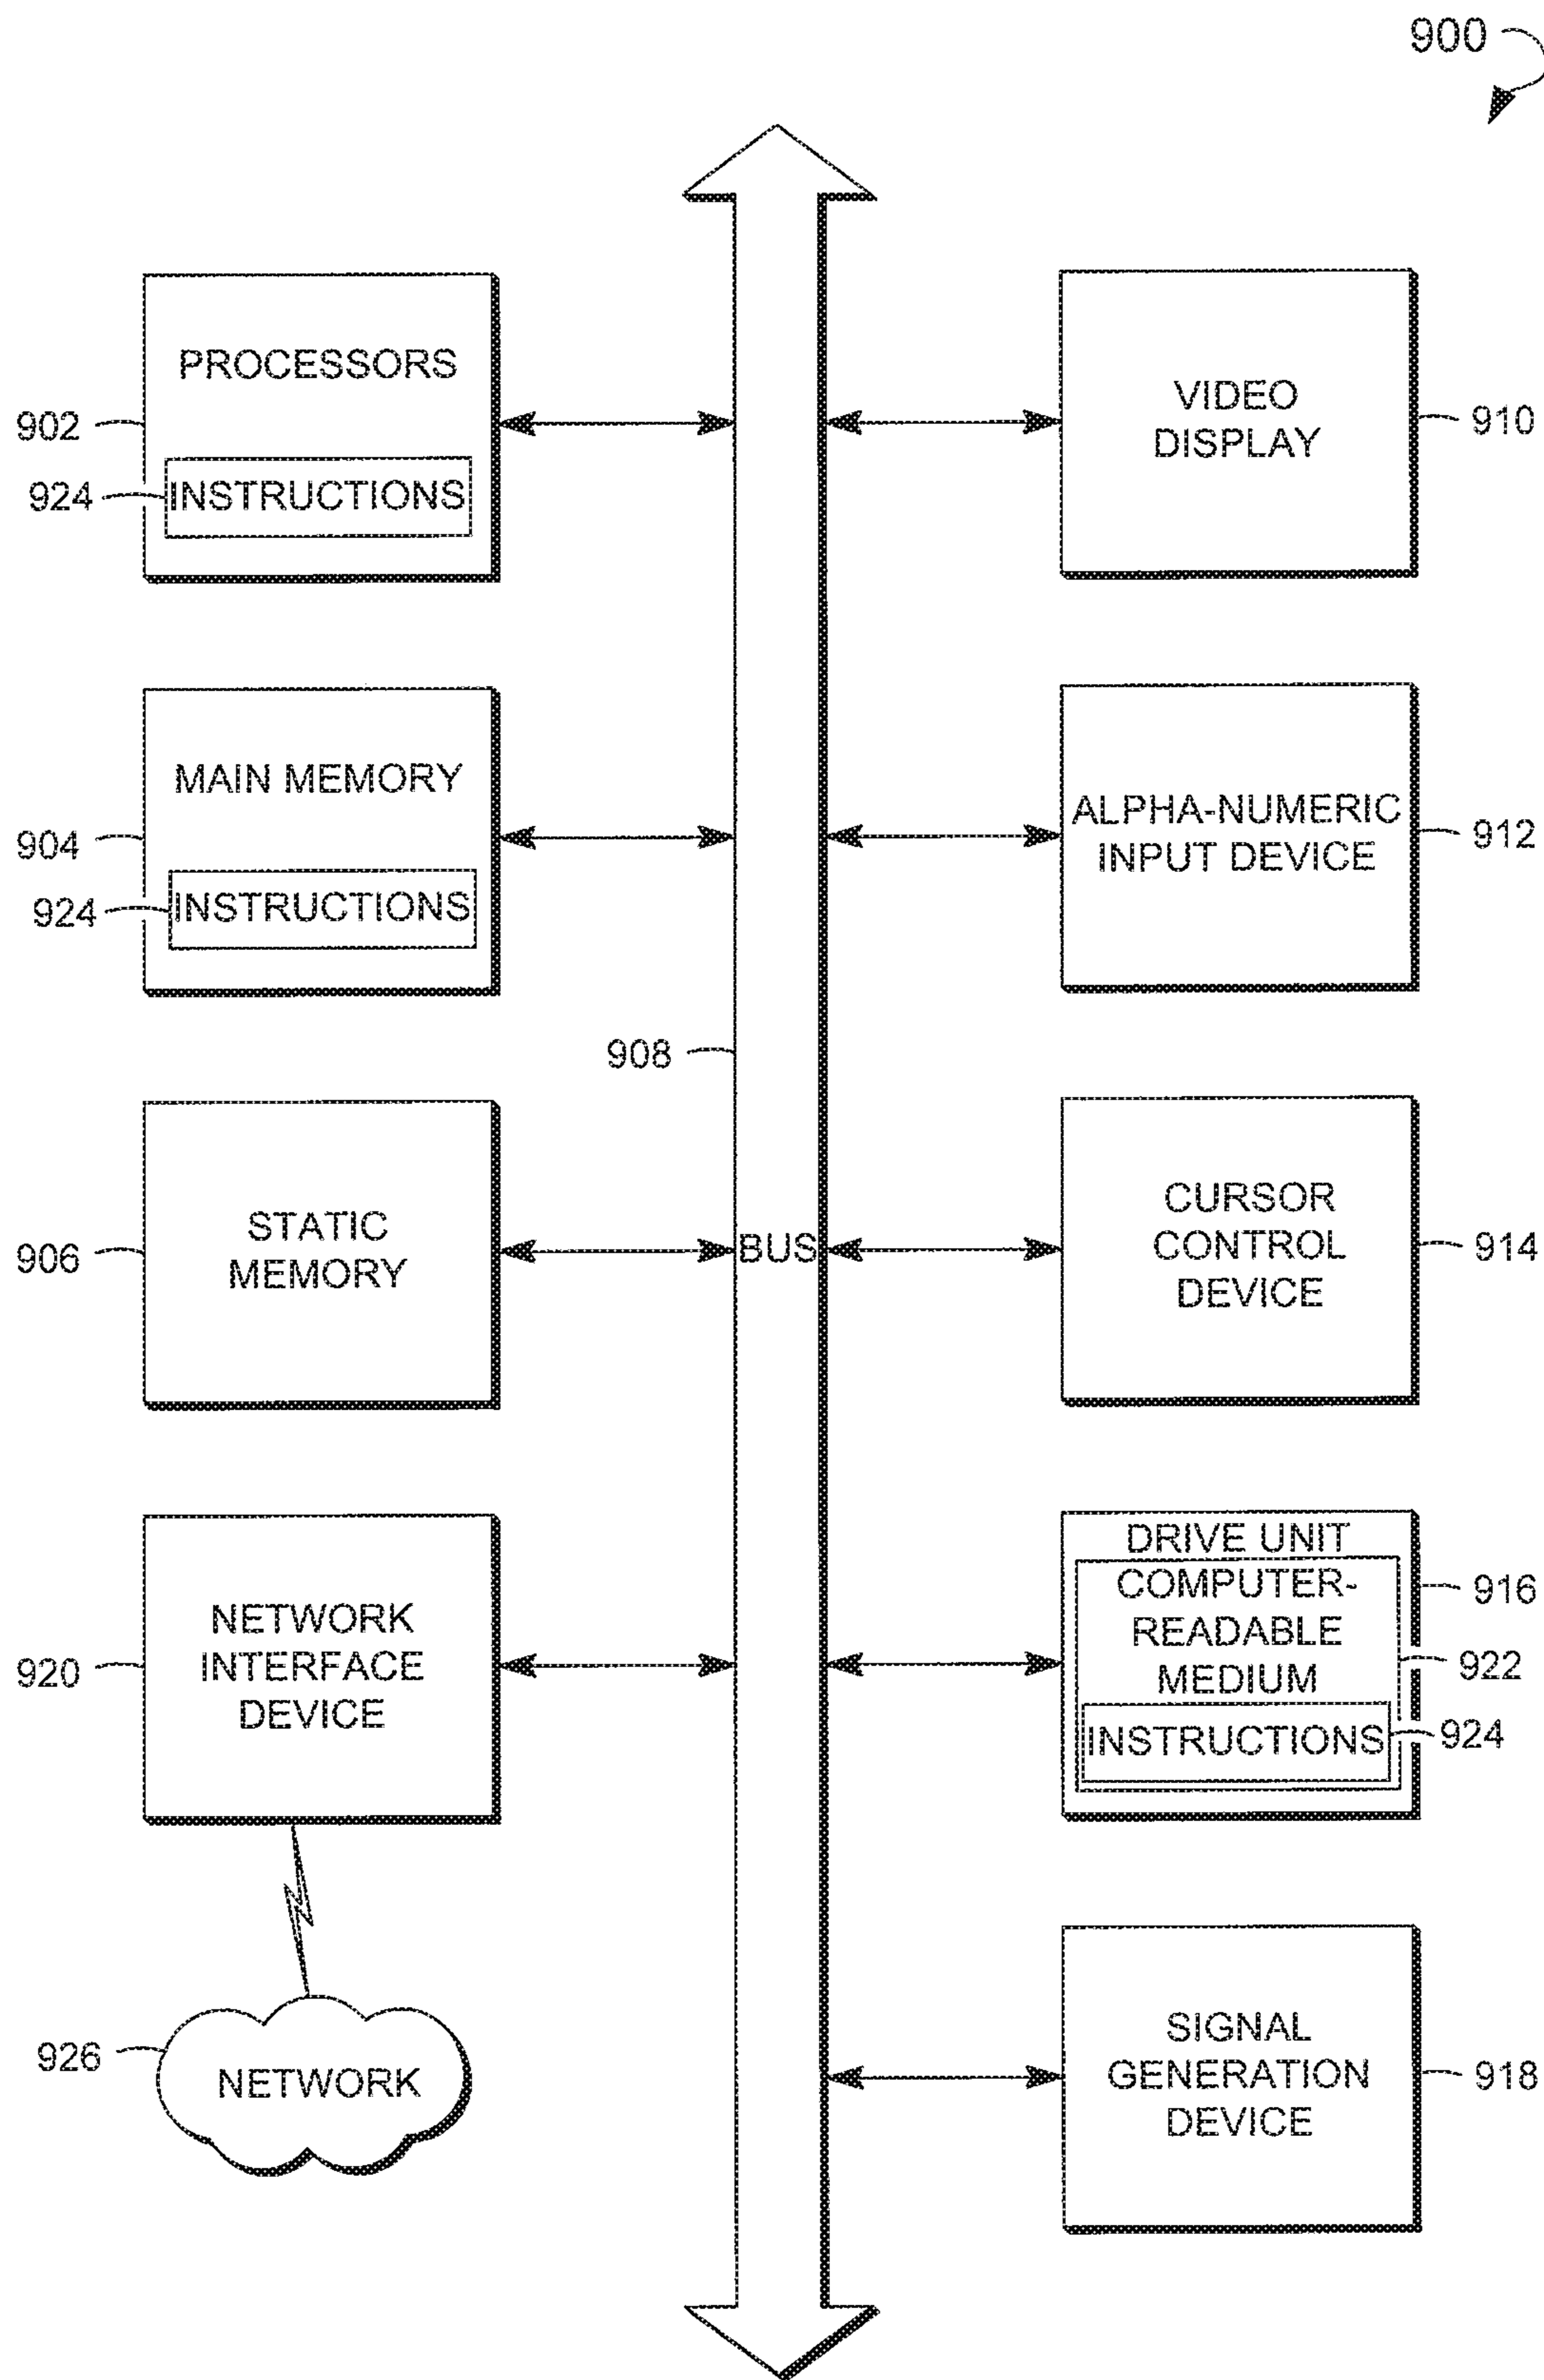 900
PROCESSORS
902
924
INSTRUCTIONS
VIDEO
DISPLAY
910
MAIN MEMORY
904
924
INSTRUCTIONS
ALPHA-NUMERIC
INPUT DEVICE
912
908
STATIC
MEMORY
906
BUS
CURSOR
CONTROL
DEVICE
914
NETWORK
INTERFACE
DEVICE
920
DRIVE UNIT
COMPUTER-
READABLE
MEDIUM
916
922
INSTRUCTIONS
924
926
NETWORK
SIGNAL
GENERATION
DEVICE
918